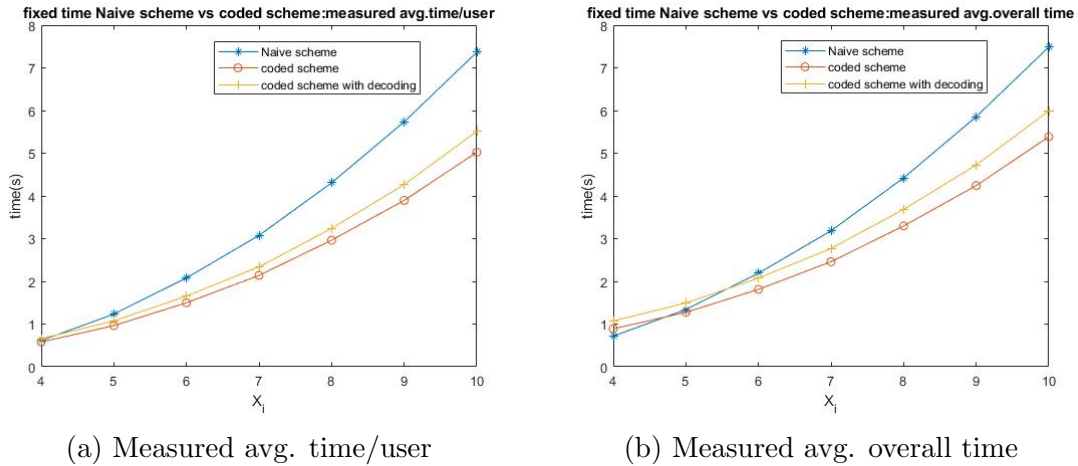 fixed time Naive scheme vs coded scheme:measured avg.time/user
8
7
6
5
4
3
2
1
0
time(s)
Naive scheme
coded scheme
coded scheme with decoding
4 5 6 7 8 9 10
X_i
(a) Measured avg. time/user
fixed time Naive scheme vs coded scheme:measured avg.overall time
8
7
6
5
4
3
2
1
0
time(s)
Naive scheme
coded scheme
coded scheme with decoding
4 5 6 7 8 9 10
X_i
(b) Measured avg. overall time